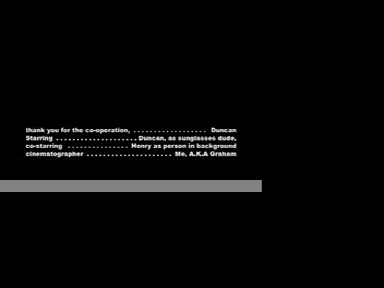 thank you for the co-operation, .................. Duncan
Starring ....................Duncan, as sunglasses dude,
co-starring ............... Henry as person in background
cinematographer ..................... Me, A.K.A Graham